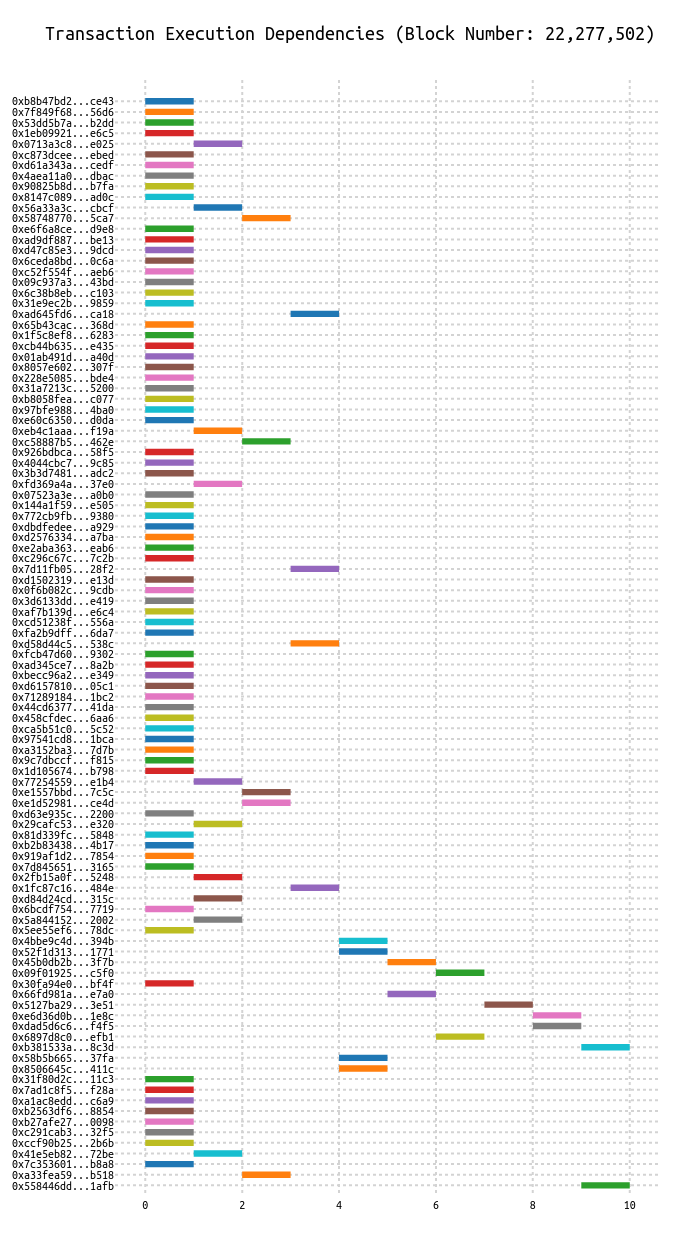 Transaction Execution Dependencies (Block Number: 22,277,502)
0xb8b47bd2...ce43
0x7f849f68...56d6
0x53dd5b7a...b2dd
0x1eb09921...e6c5
0x0713a3c8...e025
0xc873dcee...ebed
0xd61a343a...cedf
0x4aea11a0...dbac
0x90825b8d...b7fa
0x8147c089...ad0c
0x56a33a3c...cbcf
0x58748770...5ca7
0xe6f6a8ce...d9e8
0xad9df887...be13
0xd47c85e3...9dcd
0x6ceda8bd...0c6a
0xc52f554f...aeb6
0x09c937a3...43bd
0x6c38b8eb...c103
0x31e9ec2b...9859
0xad645fd6...ca18
0x65b43cac...368d
0x1f5c8ef8...6283
0xcb44b635...e435
0x01ab491d...a40d
0x8057e602...307f
0x228e5085...bde4
0x31a7213c...5200
0xb8058fea...c077
0x97bfe988...4ba0
0xe60c6350...d0da
0xeb4c1aaa...f19a
0xc58887b5...462e
0x926bdbca...58f5
0x4044cbc7...9c85
0x3b3d7481...adc2
0xfd369a4a...37e0
0x07523a3e...a0b0
0x144a1f59...e505
0x772cb9fb...9380
0xdbdfedee...a929
0xd2576334...a7ba
0xe2aba363...eab6
0xc296c67c...7c2b
0x7d11fb05...28f2
0xd1502319...e13d
0x0f6b082c...9cdb
0x3d6133dd...e419
0xaf7b139d...e6c4
0xcd51238f...556a
0xfa2b9dff...6da7
0xd58d44c5...538c
0xfcb47d60...9302
0xad345ce7...8a2b
0xbecc96a2...e349
0xd6157810...05c1
0x71289184...1bc2
0x44cd6377...41da
0x458cfdec...6aa6
0xca5b51c0...5c52
0x97541cd8...1bca
0xa3152ba3...7d7b
0x9c7dbccf...f815
0x1d105674...b798
0x77254559...e1b4
0xe1557bbd...7c5c
0xe1d52981...ce4d
0xd63e935c...2200
0x29cafc53...e320
0x81d339fc...5848
0xb2b83438...4b17
0x919af1d2...7854
0x7d845651...3165
0x2fb15a0f...5248
0x1fc87c16...484e
0xd84d24cd...315c
0x6bcdf754...7719
0x5a844152...2002
0x5ee55ef6...78dc
0x4bbe9c4d...394b
0x52f1d313...1771
0x45b0db2b...3f7b
0x09f01925...c5f0
0x30fa94e0...bf4f
0x66fd981a...e7a0
0x5127ba29...3e51
0xe6d36d0b...1e8c
0xdad5d6c6...f4f5
0x6897d8c0...efb1
0xb381533a...8c3d
0x58b5b665...37fa
0x8506645c...411c
0x31f80d2c...11c3
0x7ad1c8f5...f28a
0xa1ac8edd...c6a9
0xb2563df6...8854
0xb27afe27...0098
0xc291cab3...32f5
0xccf90b25...2b6b
0x41e5eb82...72be
0x7c353601...b8a8
0xa33fea59...b518
0x558446dd...1afb
0 2 4 6 8 10